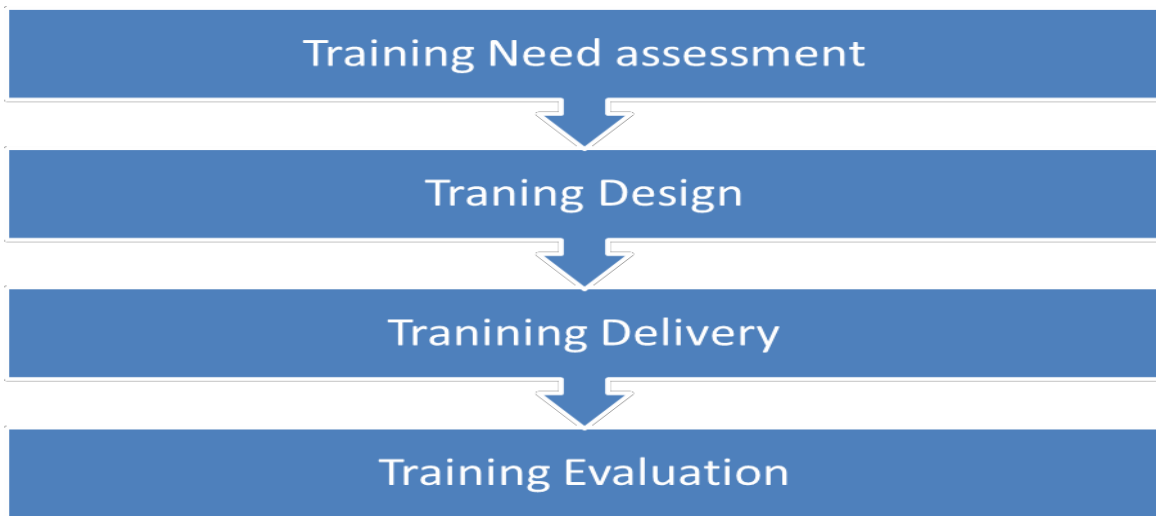 Training Need assessment
Traning Design
Tranining Delivery
Training Evaluation